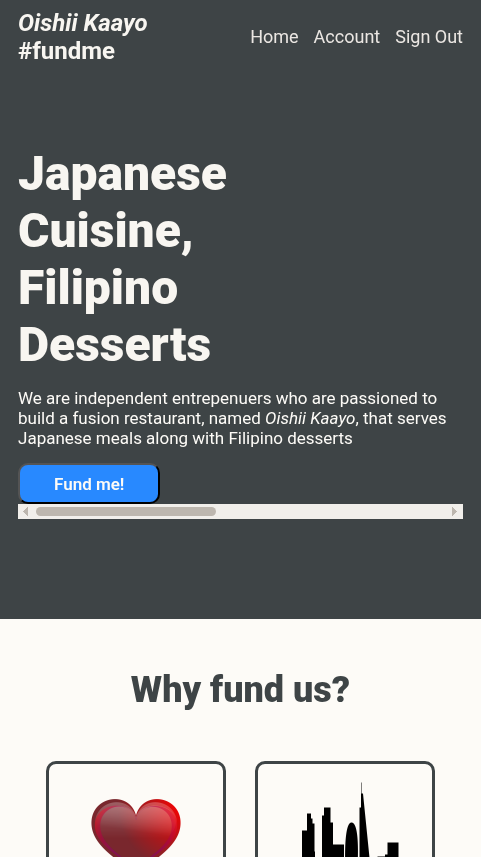 Oishii Kaayo
#fundme
Home Account Sign Out
Japanese
Cuisine,
Filipino
Desserts
We are independent entrepenuers who are passioned to
build a fusion restaurant, named Oishii Kaayo, that serves
Japanese meals along with Filipino desserts
Fund me!
Why fund us?